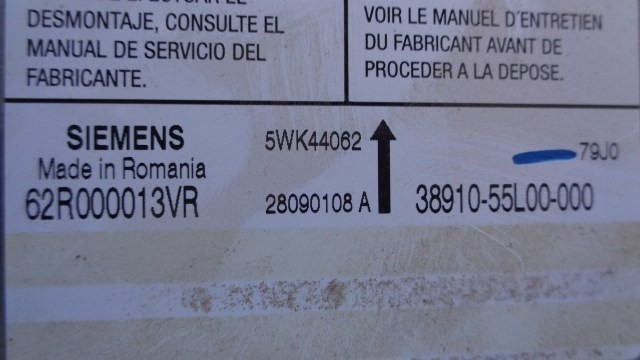 DESMONTAJE, CONSULTE EL
MANUAL DE SERVICIO DEL
FABRICANTE.
VOIR LE MANUEL D'ENTRETIEN
DU FABRICANT AVANT DE
PROCEDER A LA DEPOSE.
SIEMENS
Made in Romania
62R000013VR
5WK44062
28090108 A
79J0
38910-55L00-000